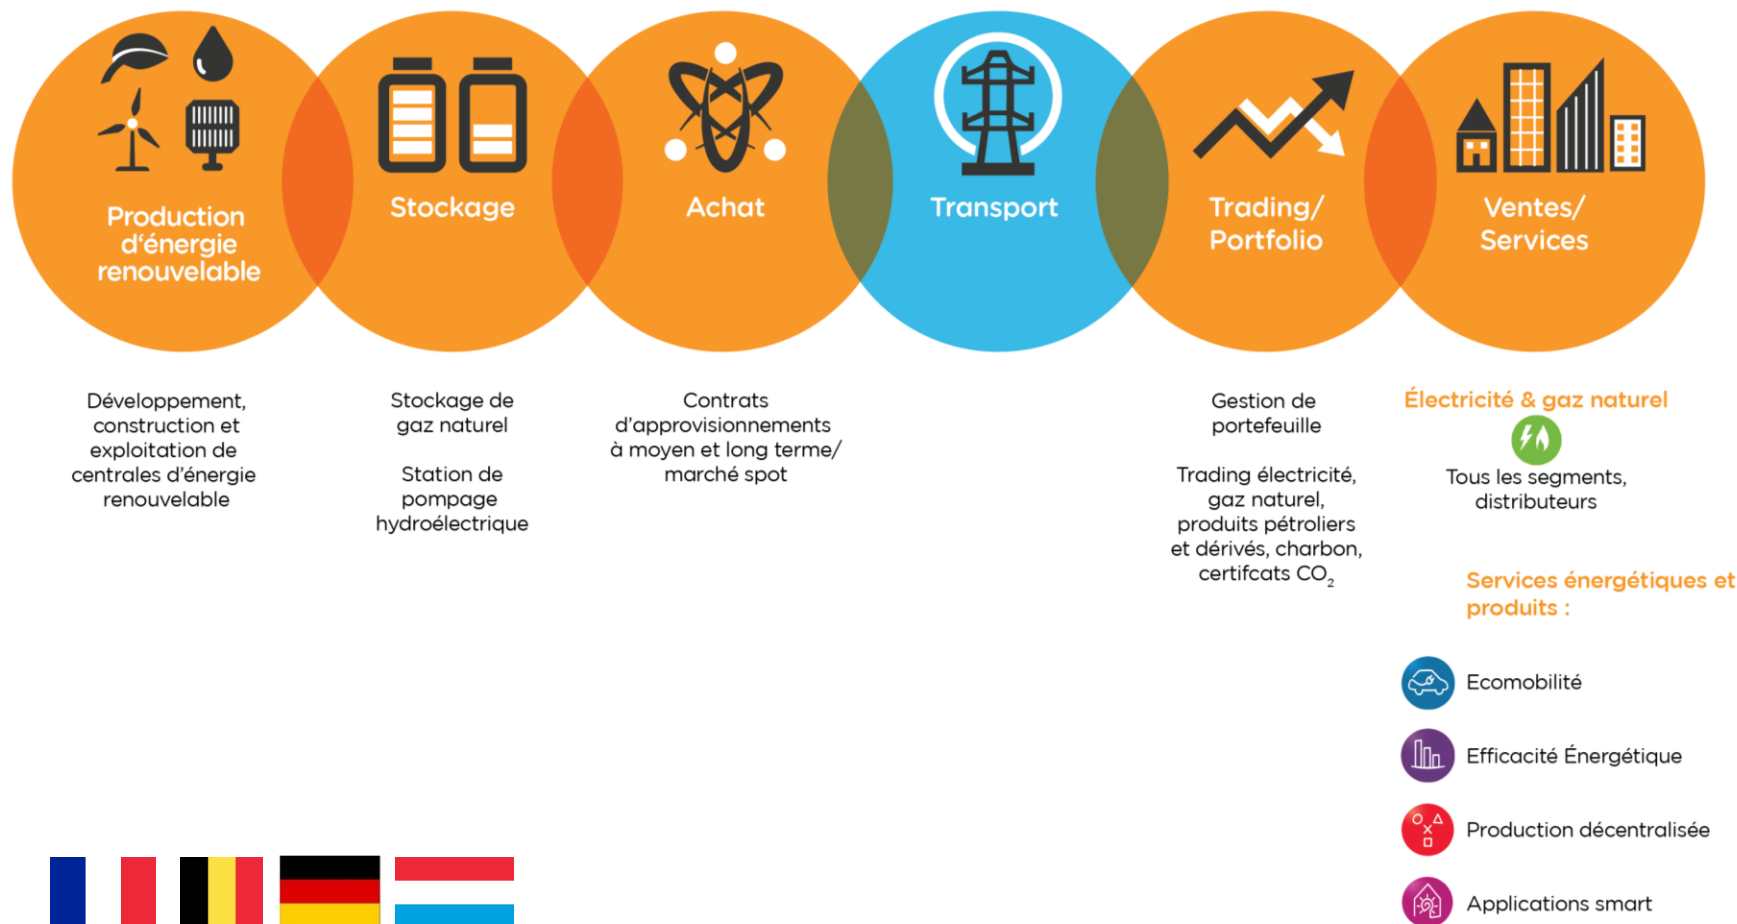 Production
d‘énergie
renouvelable
Stockage
Achat
Transport
Trading/
Portfolio
Ventes/
Services
Développement,
construction et
exploitation de
centrales d’énergie
renouvelable
Stockage de
gaz naturel
Station de
pompage
hydroélectrique
Contrats
d’approvisionnements
à moyen et long terme/
marché spot
Gestion de
portefeuille
Trading électricité,
gaz naturel,
produits pétroliers
et dérivés, charbon,
certifcats CO₂
Électricité & gaz naturel
Tous les segments,
distributeurs
Services énergétiques et
produits :
Ecomobilité
Efficacité Énergétique
Production décentralisée
Applications smart